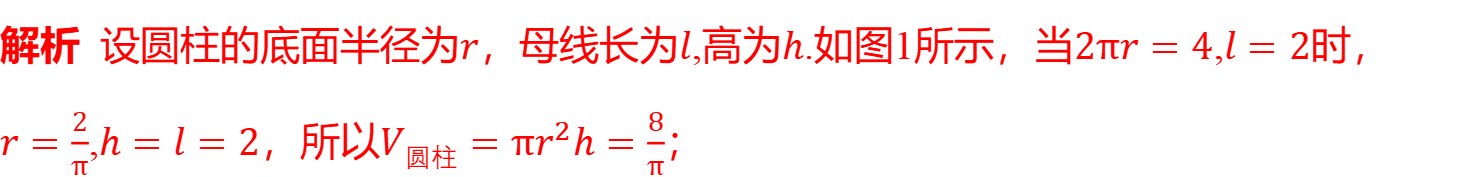 解析 设圆柱的底面半径为r，母线长为l,高为h.如图1所示，当2πr = 4,l = 2时，
r = 2/π,h = l = 2，所以V圆柱 = πr²h = 8/π；